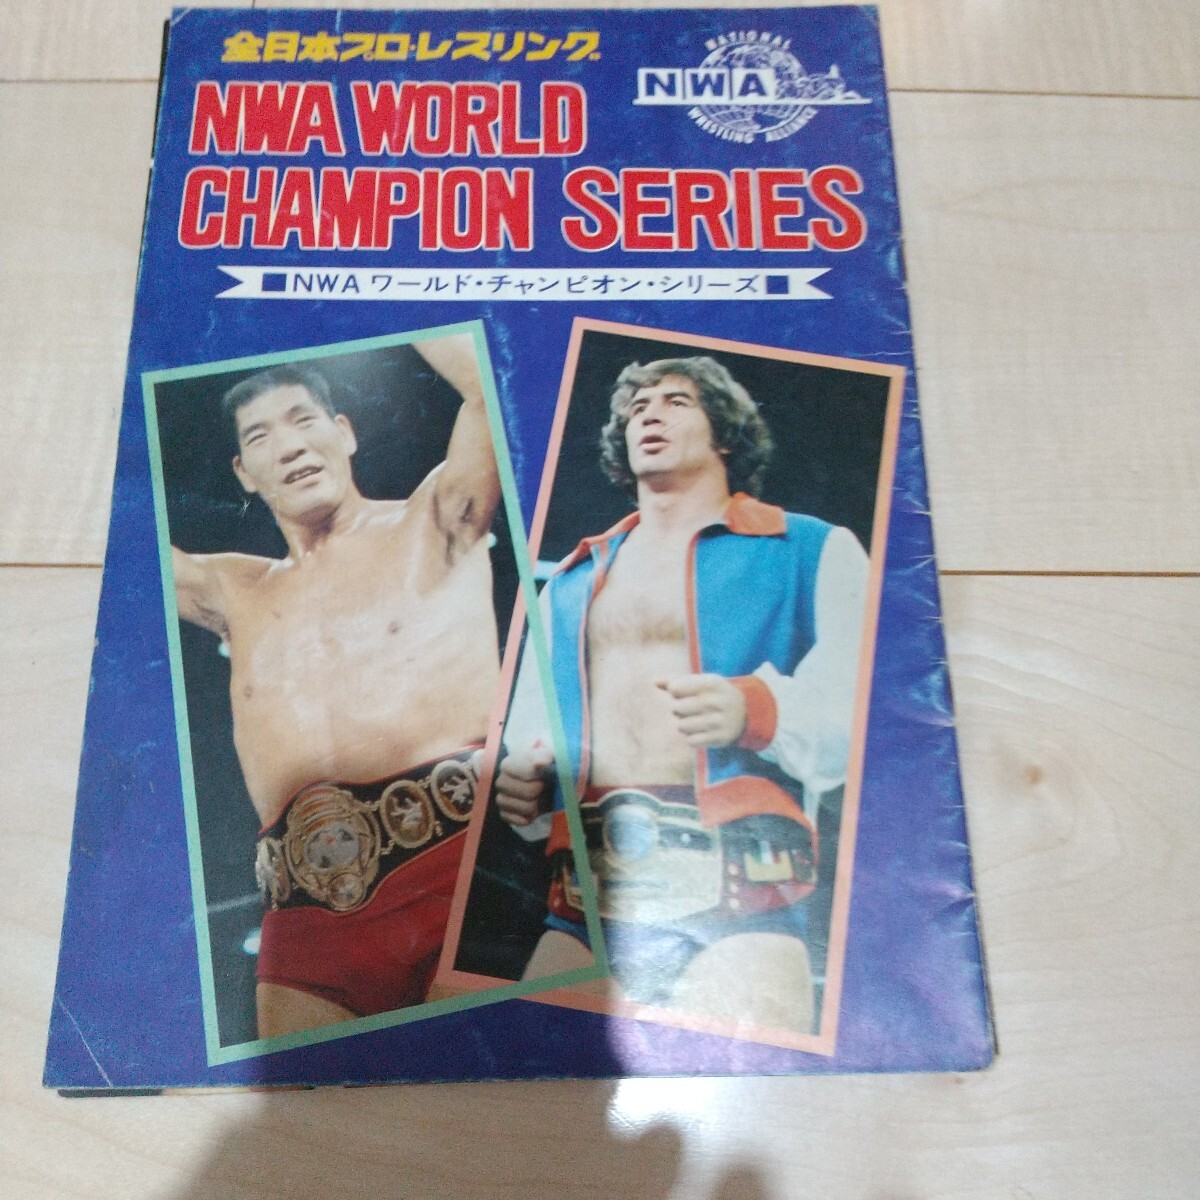 全日本プロ・レスリング
NATIONAL
NWA
WRESTLING ALLIANCE
NWA WORLD
CHAMPION SERIES
■NWA ワールド・チャンピオン・シリーズ■